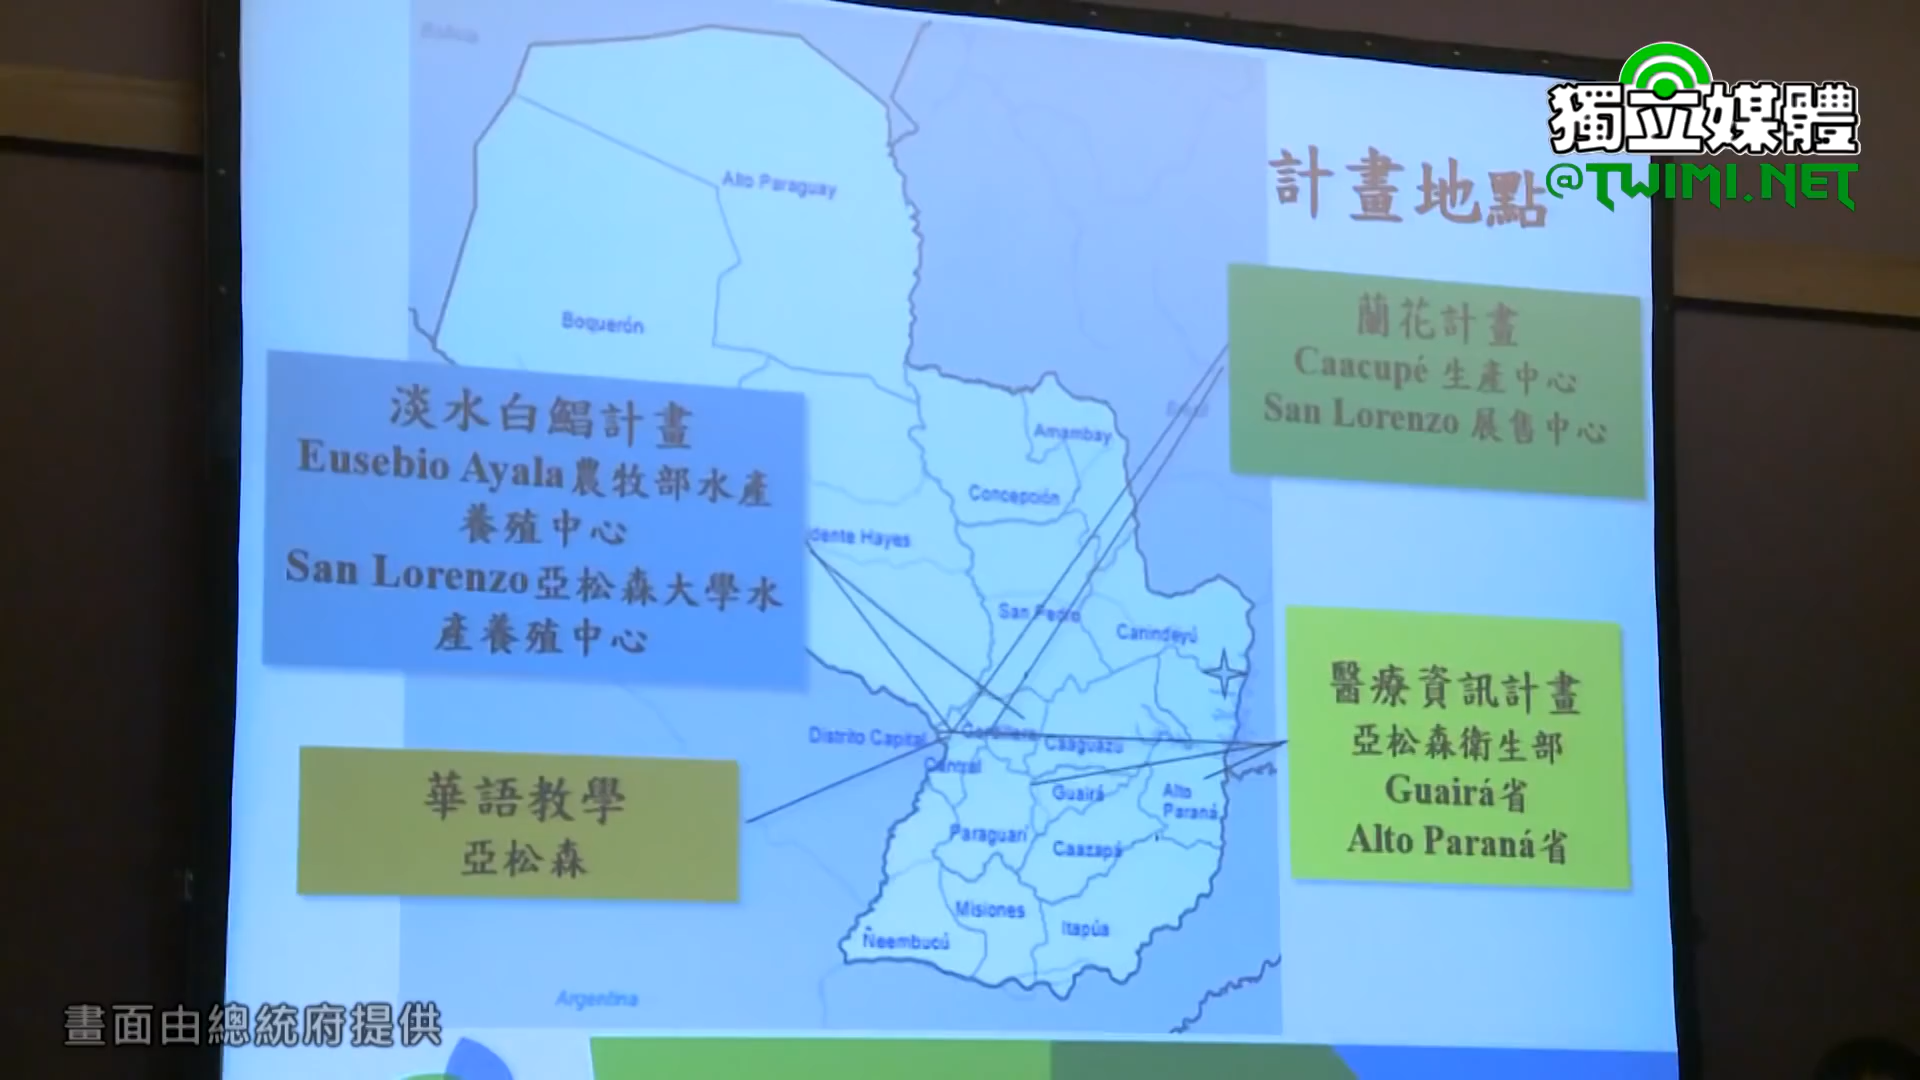 獨立媒體
@TWIMI.NET
計畫地點
Bolivia
Alto Paraguay
Boquerón
蘭花計畫
Caacupé 生產中心
San Lorenzo 展售中心
淡水白鯧計畫
Eusebio Ayala農牧部水產
養殖中心
San Lorenzo亞松森大學水
產養殖中心
Amambay
Concepción
dente Hayes
San Pedro
Canindeyú
醫療資訊計畫
亞松森衛生部
Guairá省
Alto Paraná省
Distrito Capital
Cordillera
Caaguazú
Central
華語教學
亞松森
Guairá
Alto
Paraná
Paraguarí
Caazapá
Misiones
Itapúa
Ñeembucú
Argentina
畫面由總統府提供